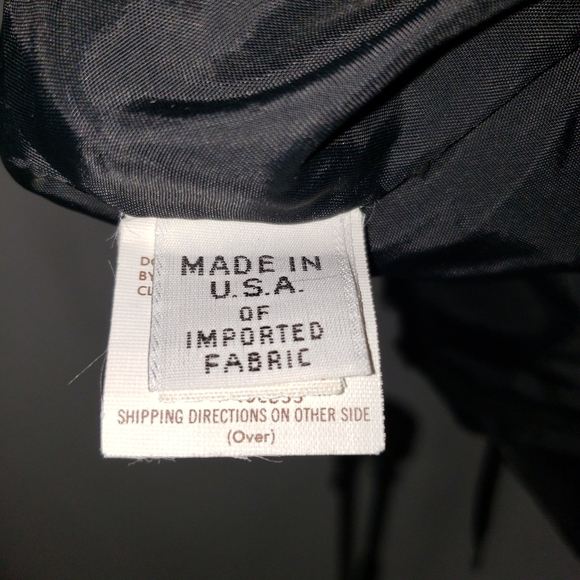 MADE IN
U.S.A.
OF
IMPORTED
FABRIC
SHIPPING DIRECTIONS ON OTHER SIDE
(Over)